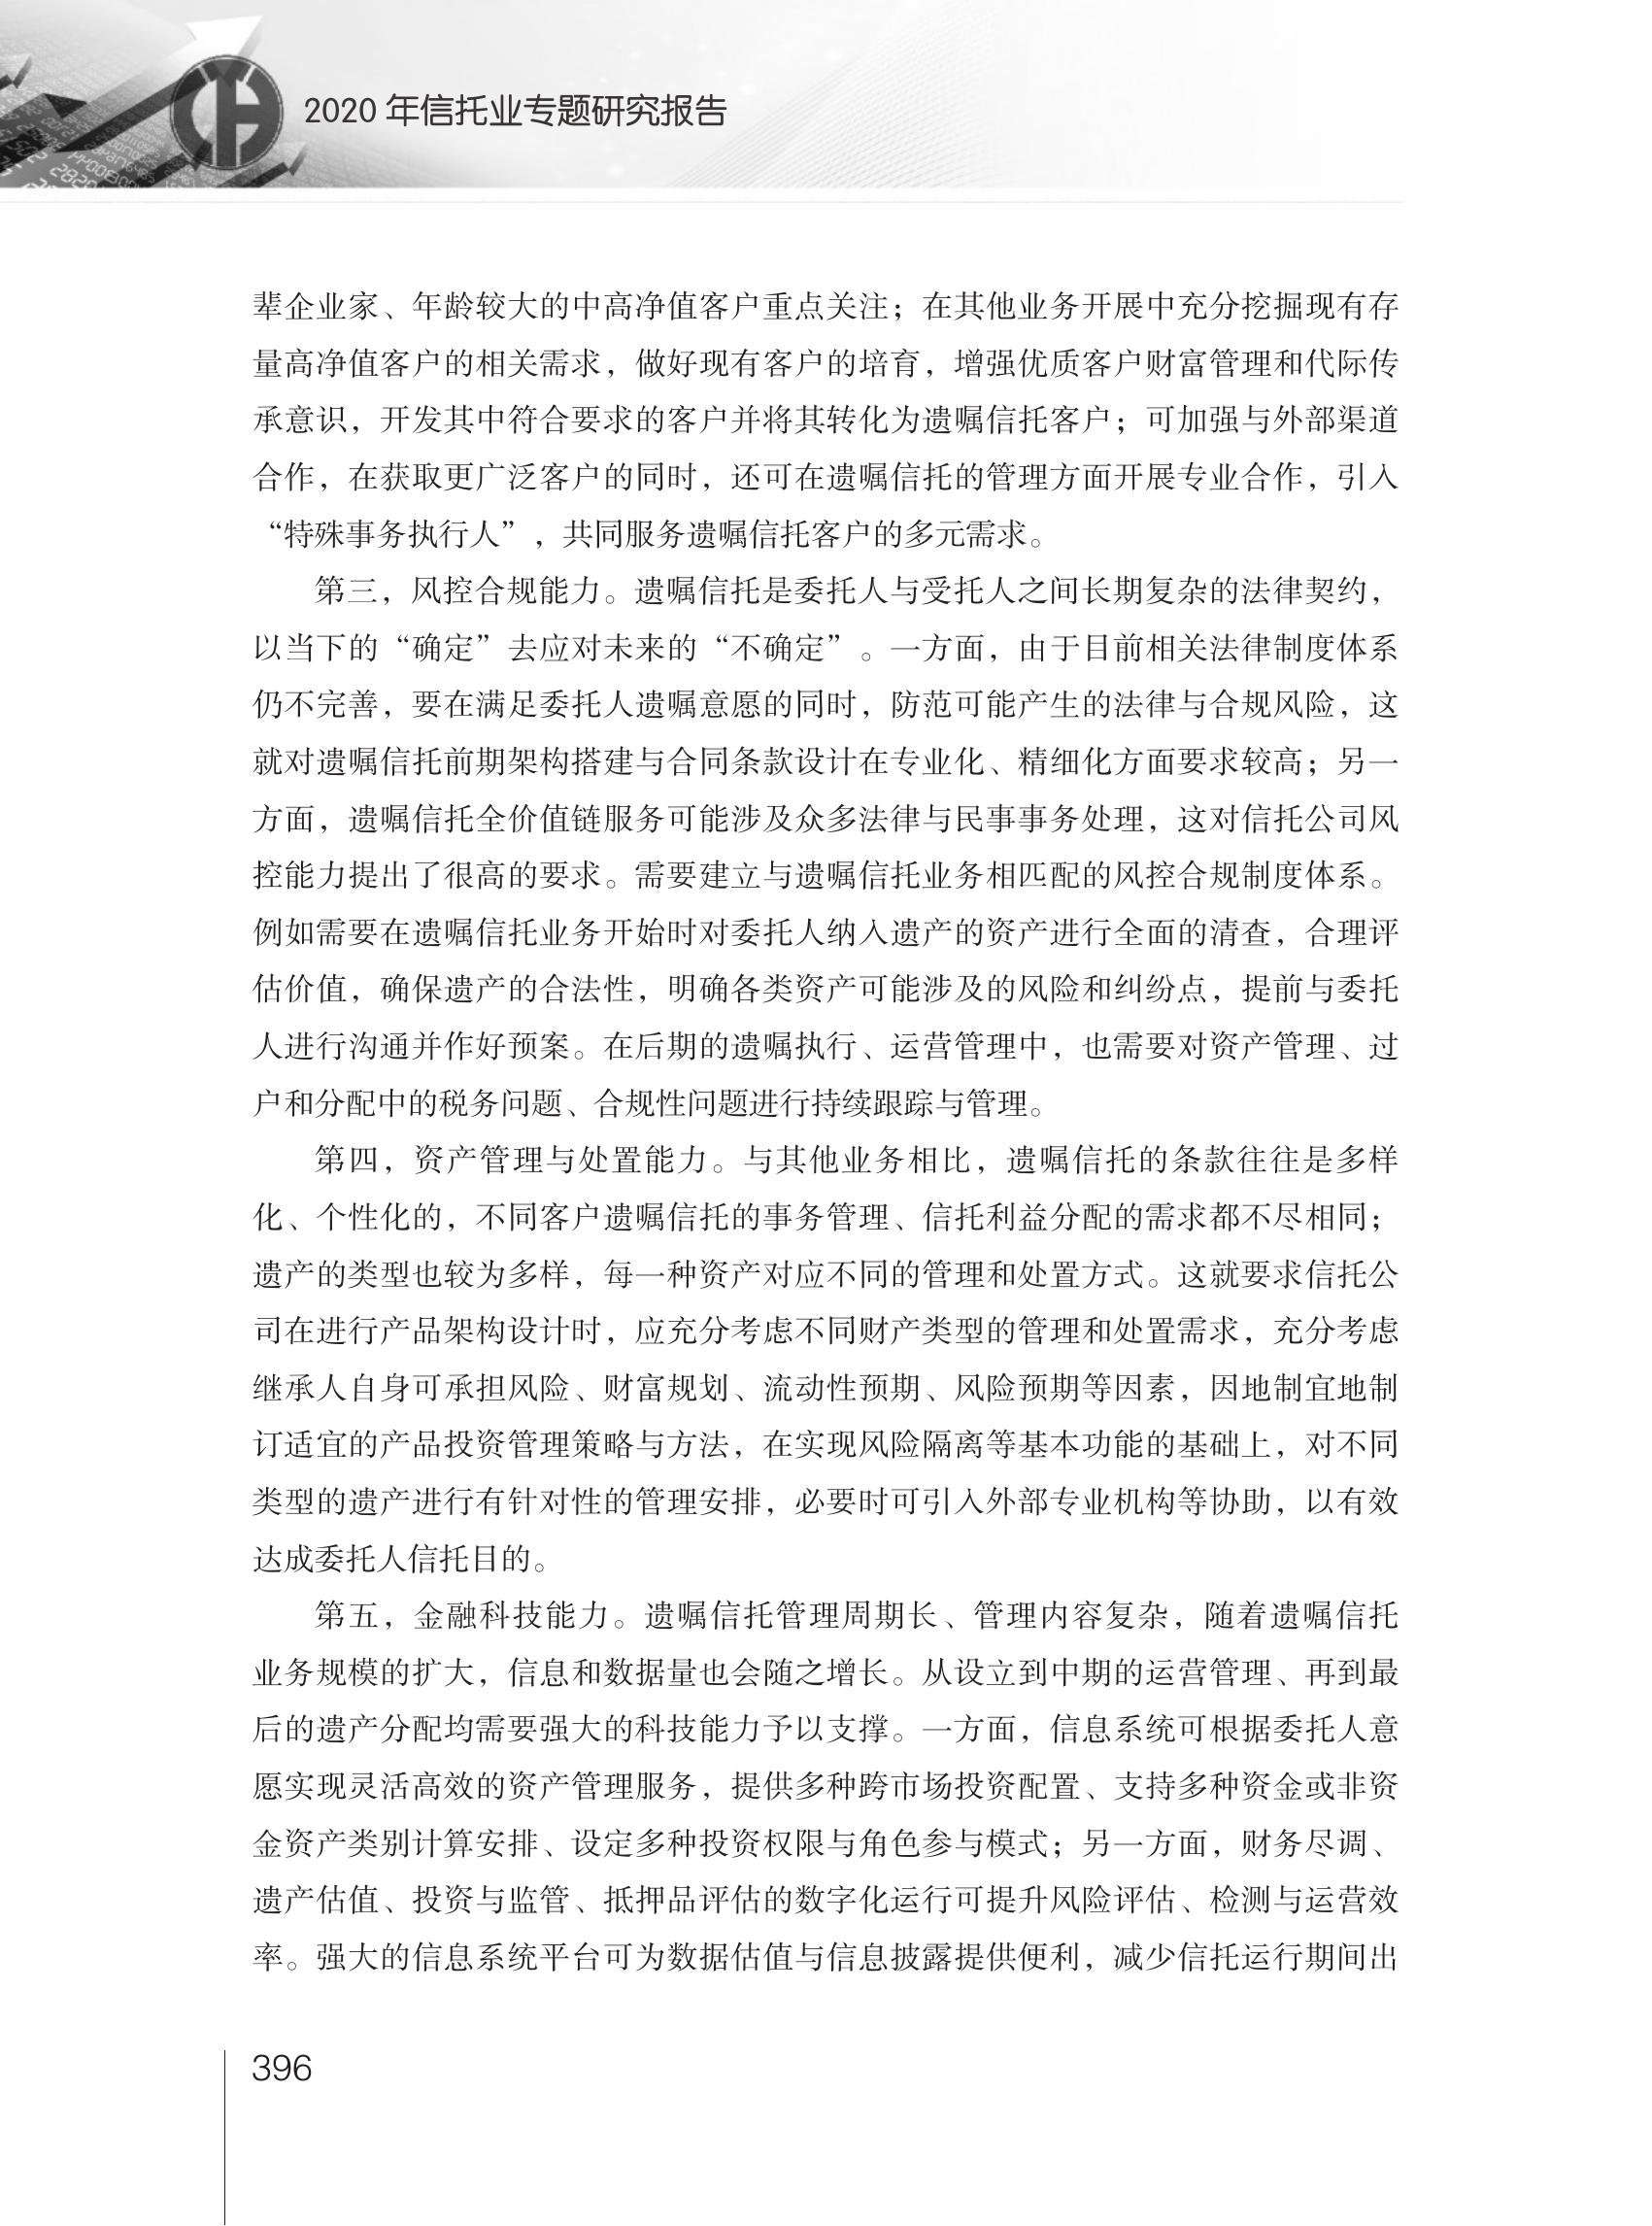 2020 年信托业专题研究报告
辈企业家、年龄较大的中高净值客户重点关注；在其他业务开展中充分挖掘现有存
量高净值客户的相关需求，做好现有客户的培育，增强优质客户财富管理和代际传
承意识，开发其中符合要求的客户并将其转化为遗嘱信托客户；可加强与外部渠道
合作，在获取更广泛客户的同时，还可在遗嘱信托的管理方面开展专业合作，引入
“特殊事务执行人”，共同服务遗嘱信托客户的多元需求。
第三，风控合规能力。遗嘱信托是委托人与受托人之间长期复杂的法律契约，
以当下的“确定”去应对未来的“不确定”。一方面，由于目前相关法律制度体系
仍不完善，要在满足委托人遗嘱意愿的同时，防范可能产生的法律与合规风险，这
就对遗嘱信托前期架构搭建与合同条款设计在专业化、精细化方面要求较高；另一
方面，遗嘱信托全价值链服务可能涉及众多法律与民事事务处理，这对信托公司风
控能力提出了很高的要求。需要建立与遗嘱信托业务相匹配的风控合规制度体系。
例如需要在遗嘱信托业务开始时对委托人纳入遗产的资产进行全面的清查，合理评
估价值，确保遗产的合法性，明确各类资产可能涉及的风险和纠纷点，提前与委托
人进行沟通并作好预案。在后期的遗嘱执行、运营管理中，也需要对资产管理、过
户和分配中的税务问题、合规性问题进行持续跟踪与管理。
第四，资产管理与处置能力。与其他业务相比，遗嘱信托的条款往往是多样
化、个性化的，不同客户遗嘱信托的事务管理、信托利益分配的需求都不尽相同；
遗产的类型也较为多样，每一种资产对应不同的管理和处置方式。这就要求信托公
司在进行产品架构设计时，应充分考虑不同财产类型的管理和处置需求，充分考虑
继承人自身可承担风险、财富规划、流动性预期、风险预期等因素，因地制宜地制
订适宜的产品投资管理策略与方法，在实现风险隔离等基本功能的基础上，对不同
类型的遗产进行有针对性的管理安排，必要时可引入外部专业机构等协助，以有效
达成委托人信托目的。
第五，金融科技能力。遗嘱信托管理周期长、管理内容复杂，随着遗嘱信托
业务规模的扩大，信息和数据量也会随之增长。从设立到中期的运营管理、再到最
后的遗产分配均需要强大的科技能力予以支撑。一方面，信息系统可根据委托人意
愿实现灵活高效的资产管理服务，提供多种跨市场投资配置、支持多种资金或非资
金资产类别计算安排、设定多种投资权限与角色参与模式；另一方面，财务尽调、
遗产估值、投资与监管、抵押品评估的数字化运行可提升风险评估、检测与运营效
率。强大的信息系统平台可为数据估值与信息披露提供便利，减少信托运行期间出
396